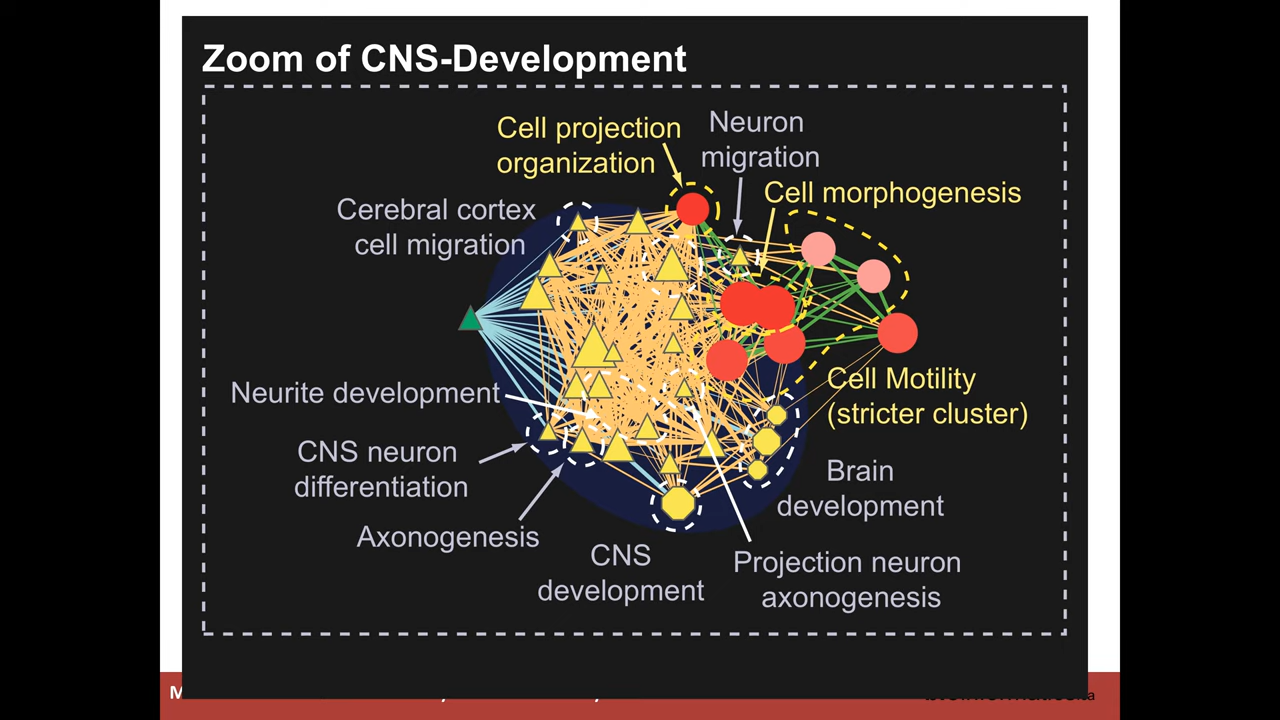 Zoom of CNS-Development
Cell projection
organization
Neuron
migration
Cell morphogenesis
Cerebral cortex
cell migration
Neurite development
Cell Motility
(stricter cluster)
CNS neuron
differentiation
Brain
development
Axonogenesis
CNS
development
Projection neuron
axonogenesis